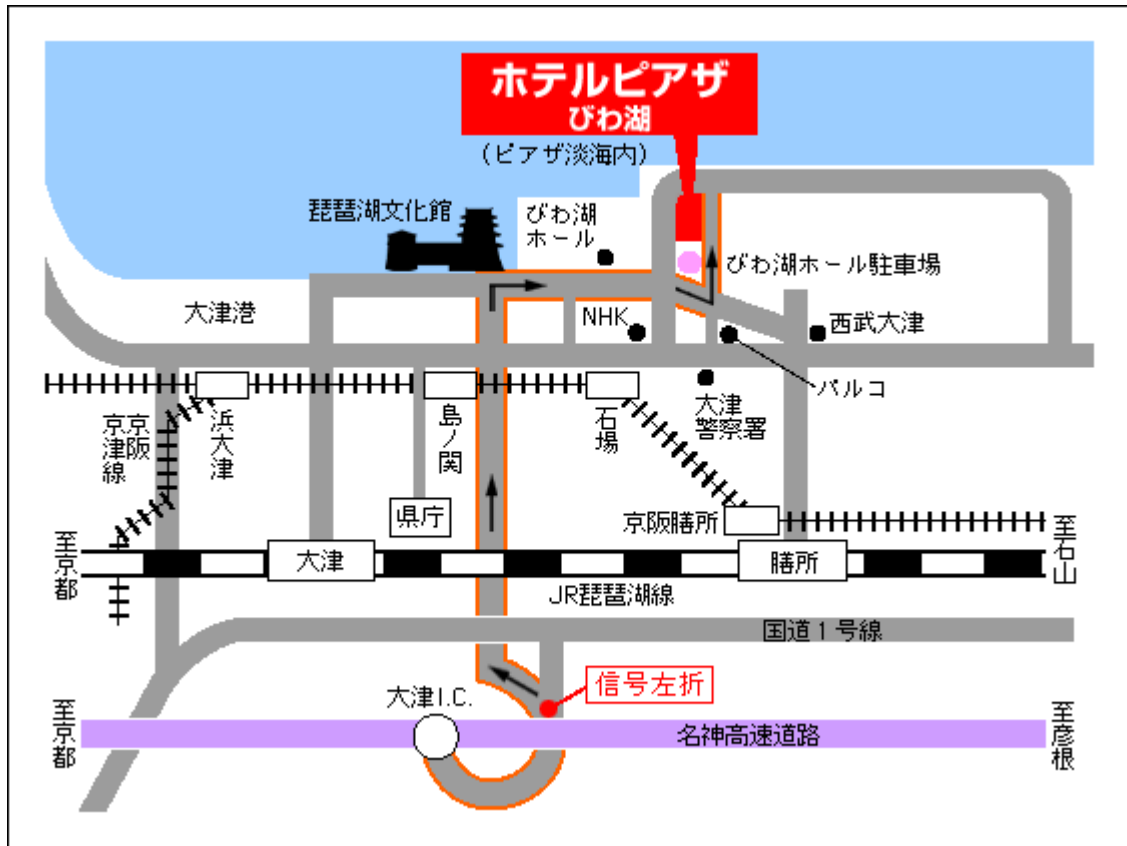 ホテルピアザ
びわ湖
（ピアザ淡海内）
琵琶湖文化館
びわ湖
ホール
びわ湖ホール駐車場
大津港
NHK
西武大津
パルコ
京阪
京津線
浜大津
島ノ関
石場
大津
警察署
県庁
京阪膳所
至京都
大津
膳所
至石山
JR琵琶湖線
国道1号線
信号左折
大津I.C.
至京都
名神高速道路
至彦根